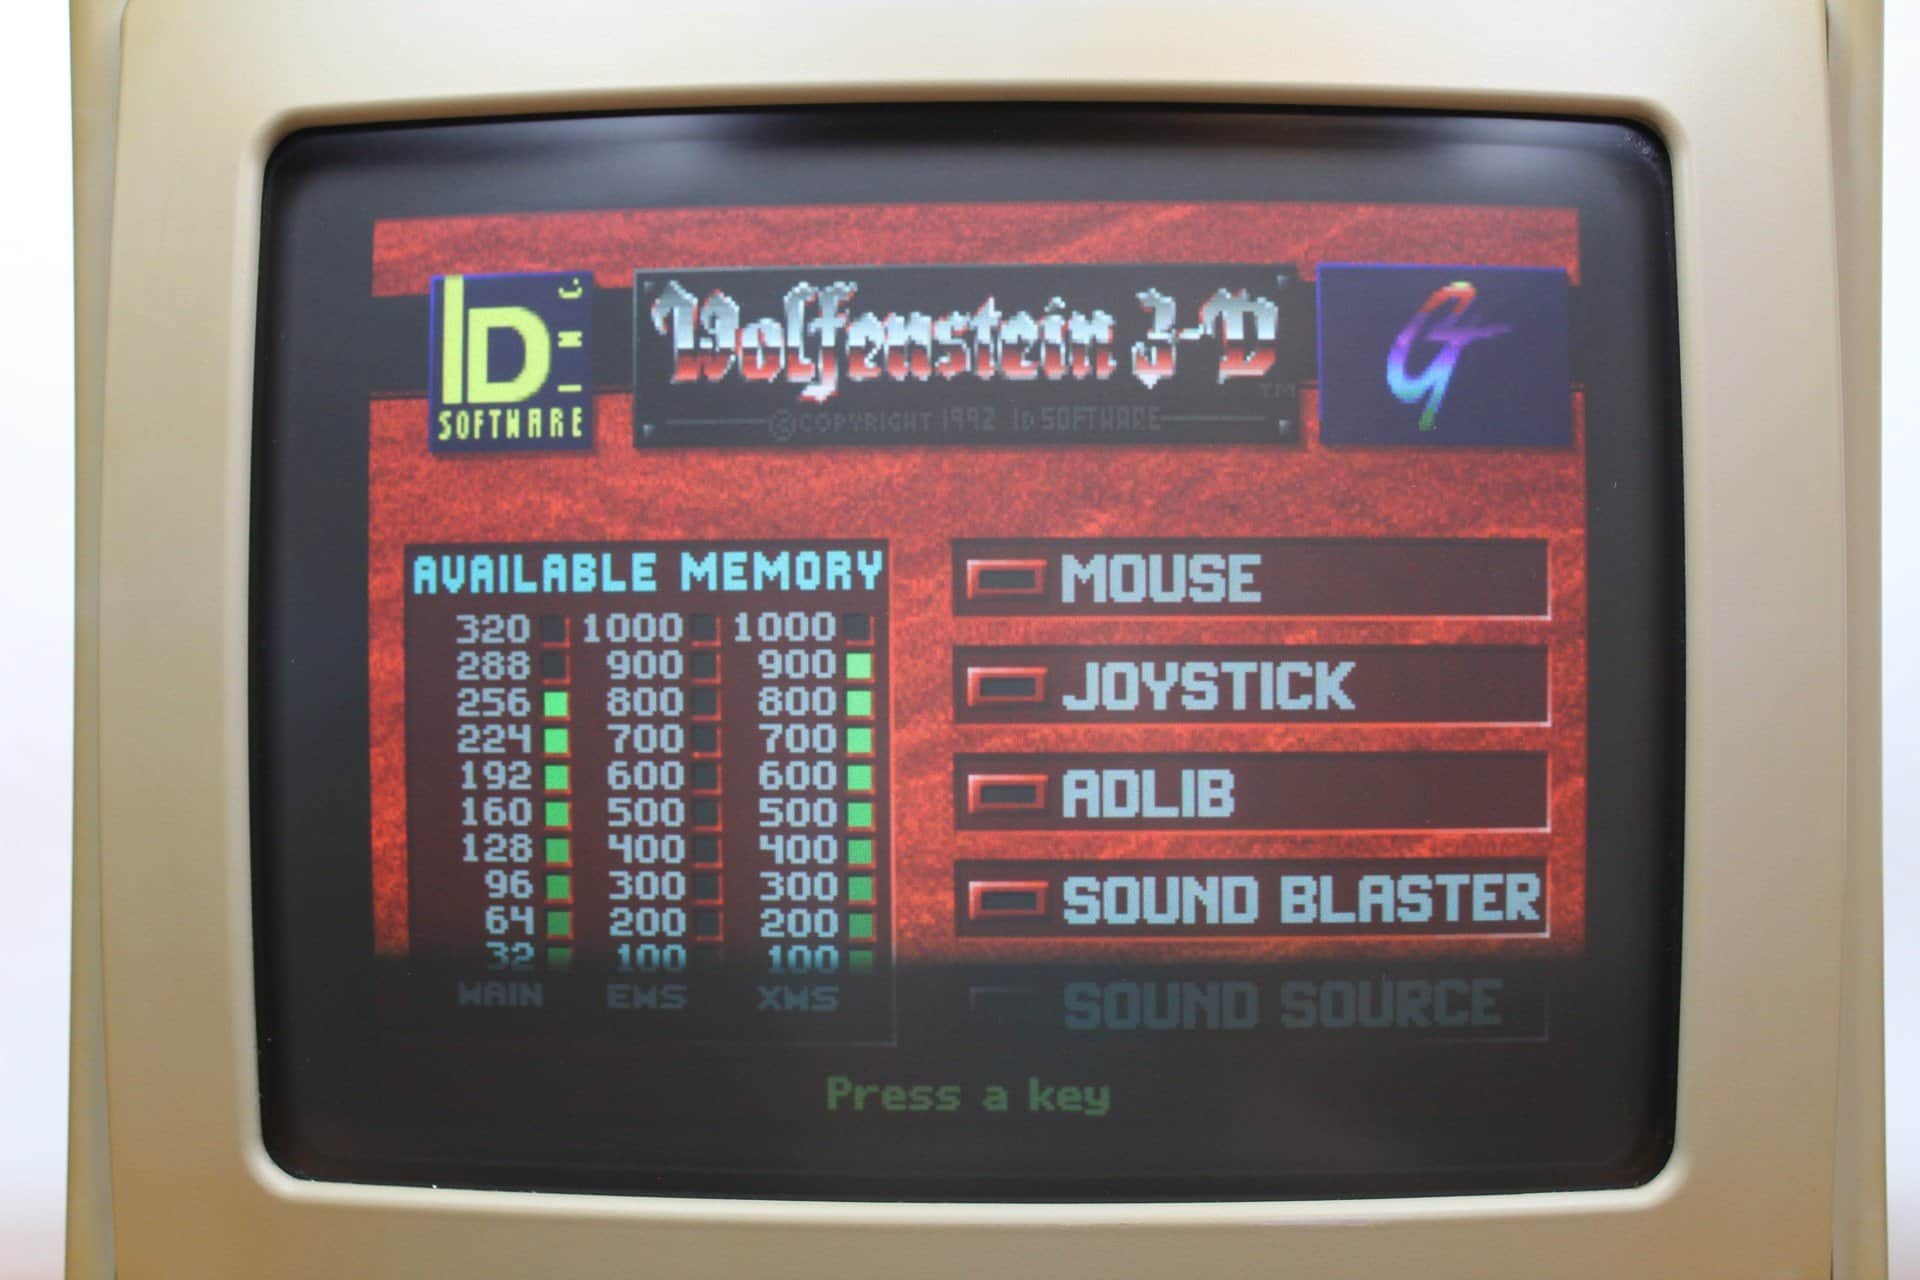 ID
INC.
SOFTWARE
Wolfenstein 3-D
TM
©COPYRIGHT 1992 ID SOFTWARE
G
AVAILABLE MEMORY
320 1000 1000
288 900 900
256 800 800
224 700 700
192 600 600
160 500 500
128 400 400
96 300 300
64 200 200
32 100 100
MAIN EMS XMS
MOUSE
JOYSTICK
ADLIB
SOUND BLASTER
SOUND SOURCE
Press a key